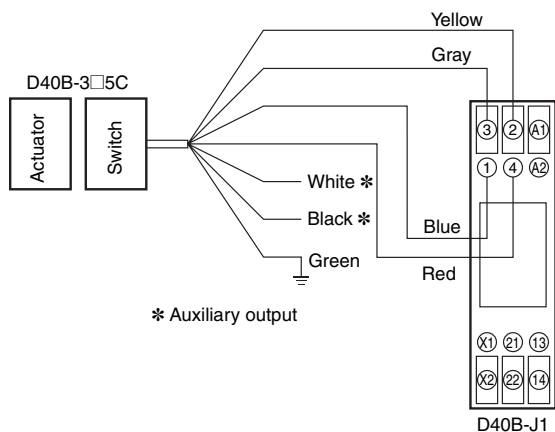 Yellow
Gray
D40B-3□5C
Actuator
Switch
3 2 A1
1 4 A2
White ✽
Black ✽
Blue
Green
Red
✽ Auxiliary output
X1 21 13
X2 22 14
D40B-J1